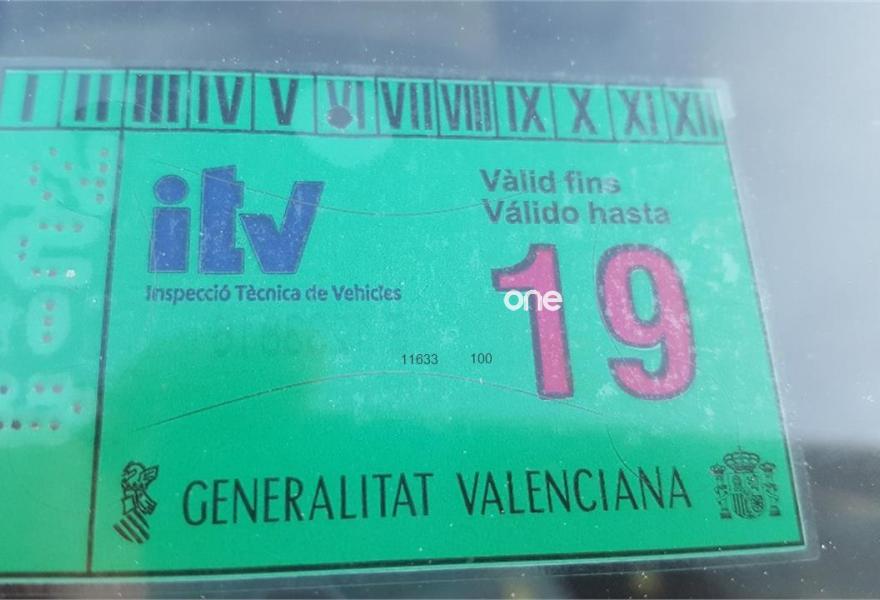 I II III IV V VI VII VIII IX X XI XII
itv
Vàlid fins
Válido hasta
Inspecció Tècnica de Vehicles
19
one
11633 100
GENERALITAT VALENCIANA